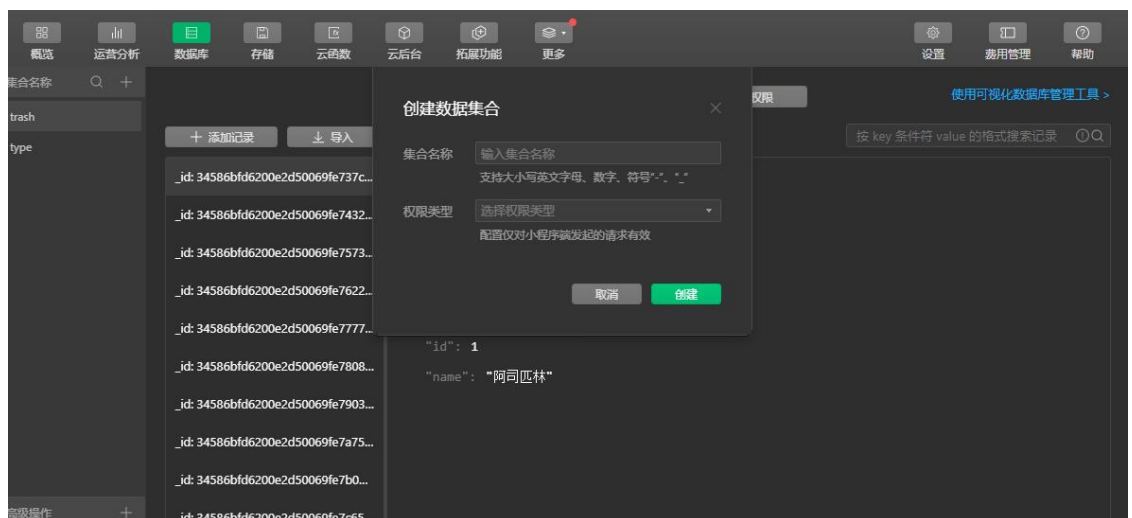 概览 运营分析 数据库 存储 云函数 云后台 拓展功能 更多 设置 费用管理 帮助
集合名称
trash
type
添加记录 导入
_id: 34586bfd6200e2d50069fe737c...
_id: 34586bfd6200e2d50069fe7432...
_id: 34586bfd6200e2d50069fe7573...
_id: 34586bfd6200e2d50069fe7622...
_id: 34586bfd6200e2d50069fe7777...
_id: 34586bfd6200e2d50069fe7808...
_id: 34586bfd6200e2d50069fe7903...
_id: 34586bfd6200e2d50069fe7a75...
_id: 34586bfd6200e2d50069fe7b0...
_id: 34586bfd6200e2d50069fe7c65
高级操作
创建数据集合
集合名称 输入集合名称
支持大小写英文字母、数字、符号"-"、"_"
权限类型 选择权限类型
配置仅对小程序端发起的请求有效
取消 创建
权限
使用可视化数据库管理工具 >
按 key 条件符 value 的格式搜索记录
"id": 1
"name": "阿司匹林"